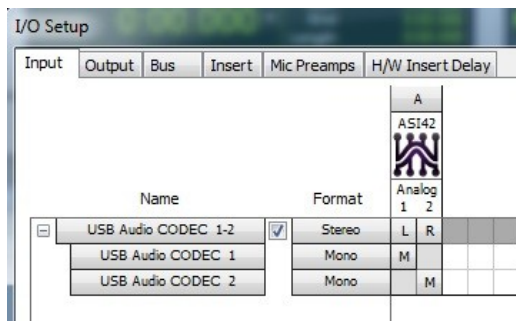 I/O Setup
Input Output Bus Insert Mic Preamps H/W Insert Delay
A
ASI42
Name Format Analog
1 2
USB Audio CODEC 1-2 Stereo L R
USB Audio CODEC 1 Mono M
USB Audio CODEC 2 Mono M